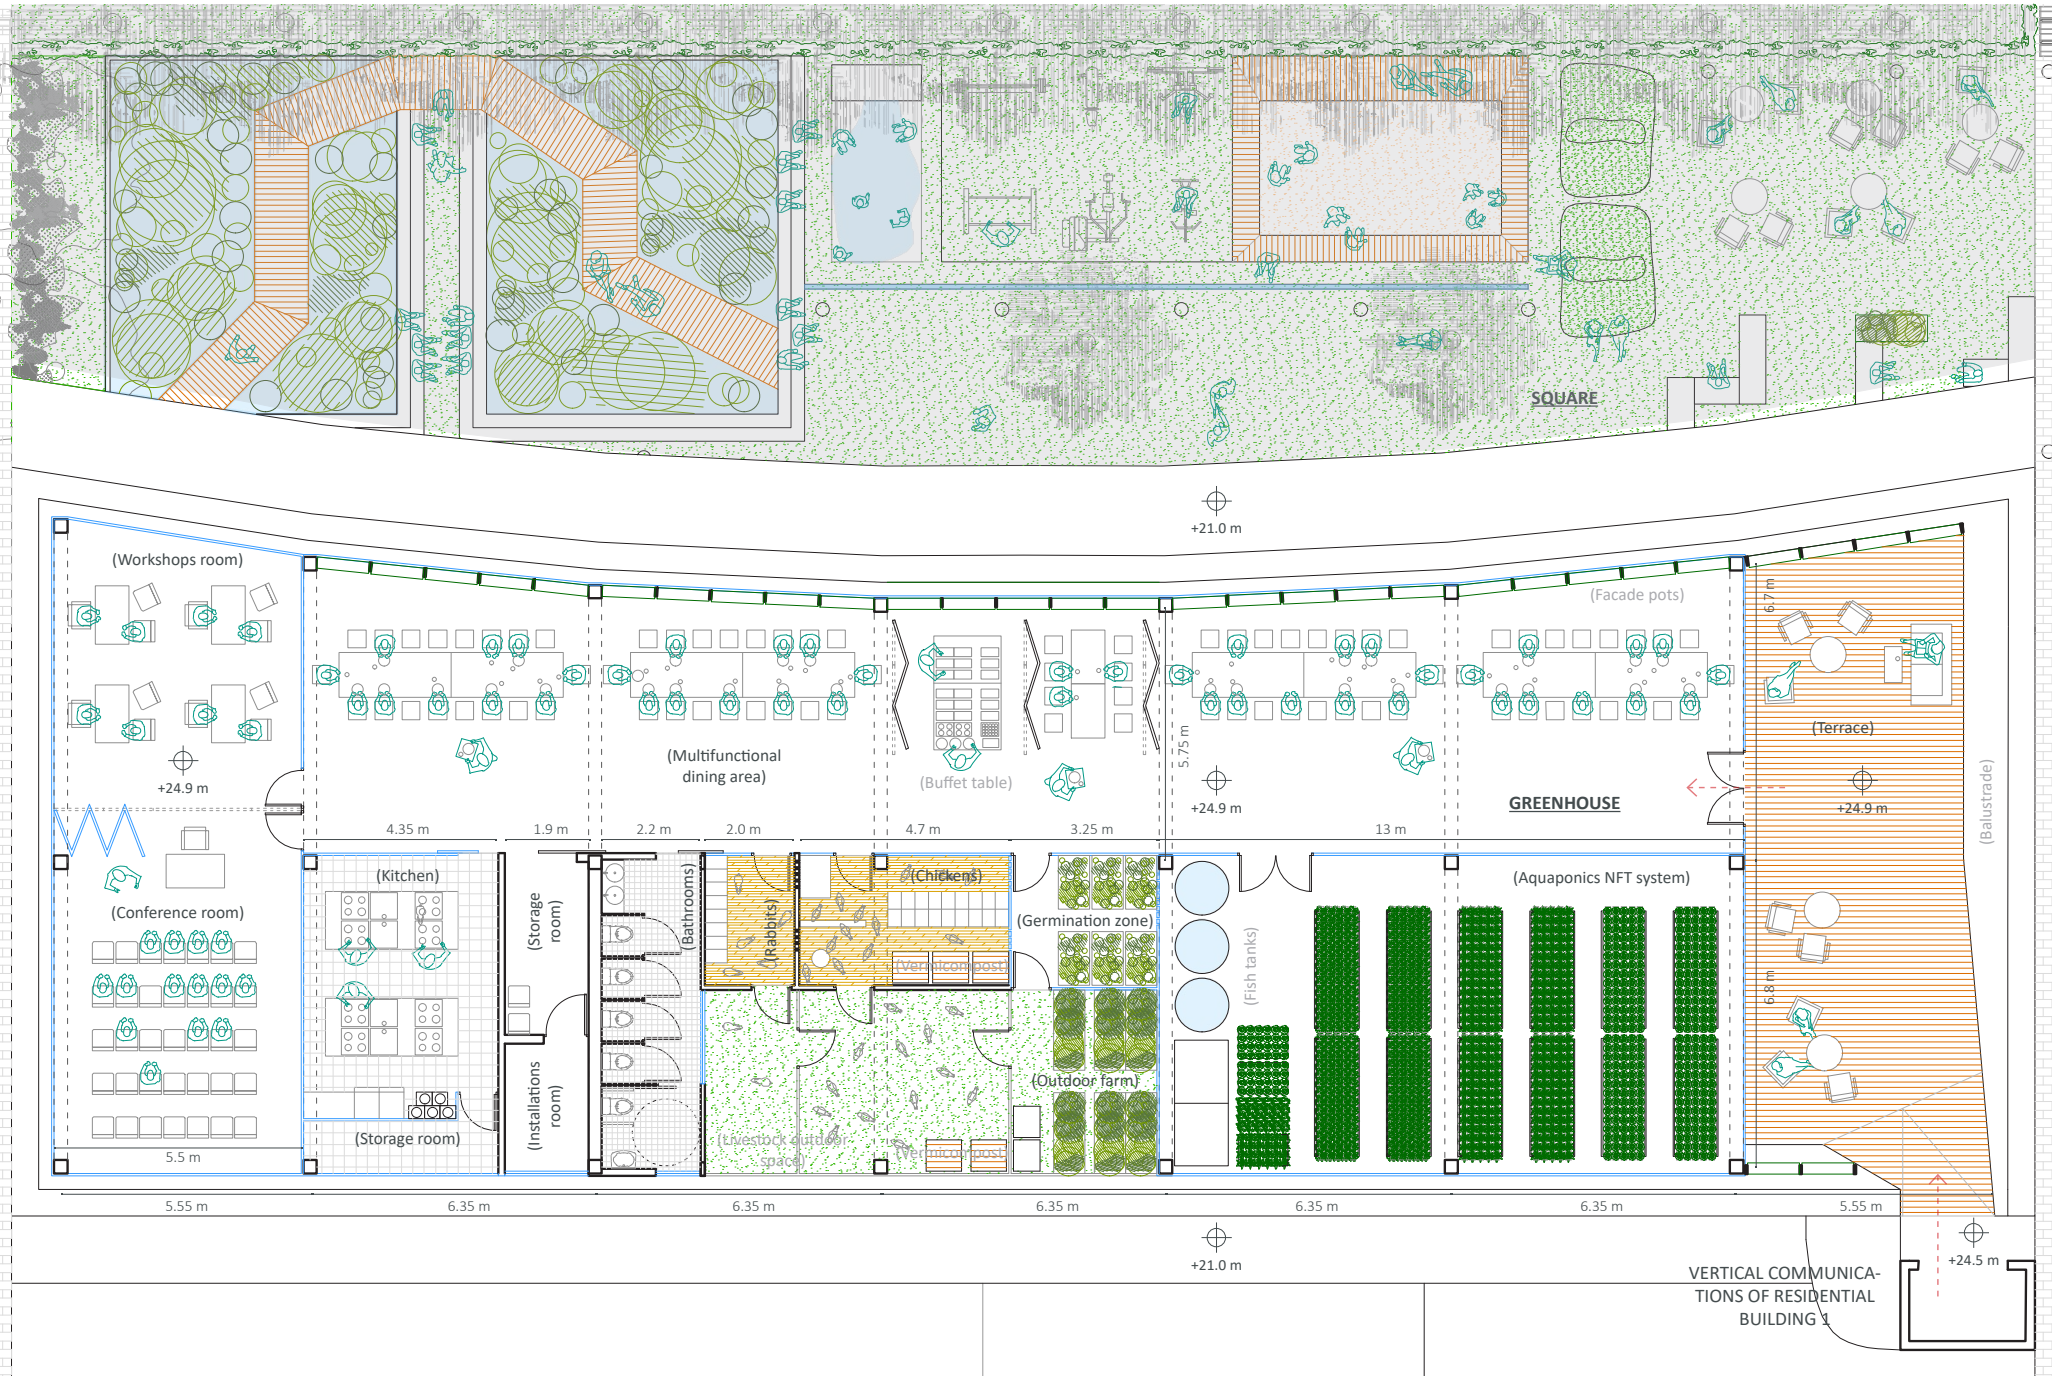 SQUARE
+21.0 m
(Workshops room)
(Facade pots)
6.7 m
(Terrace)
(Multifunctional
dining area)
5.75 m
(Buffet table)
+24.9 m
+24.9 m
GREENHOUSE
+24.9 m
(Balustrade)
4.35 m
1.9 m
2.2 m
2.0 m
4.7 m
3.25 m
13 m
(Kitchen)
(Chickens)
(Aquaponics NFT system)
(Conference room)
(Storage
room)
(Bathrooms)
(Rabbits)
(Germination zone)
(Vermicompost)
(Fish tanks)
6.8 m
(Outdoor farm)
(Installations
room)
(Storage room)
(Livestock outdoor
space)
(Vermicompost)
5.5 m
5.55 m
6.35 m
6.35 m
6.35 m
6.35 m
6.35 m
5.55 m
+21.0 m
+24.5 m
VERTICAL COMMUNICA-
TIONS OF RESIDENTIAL
BUILDING 1